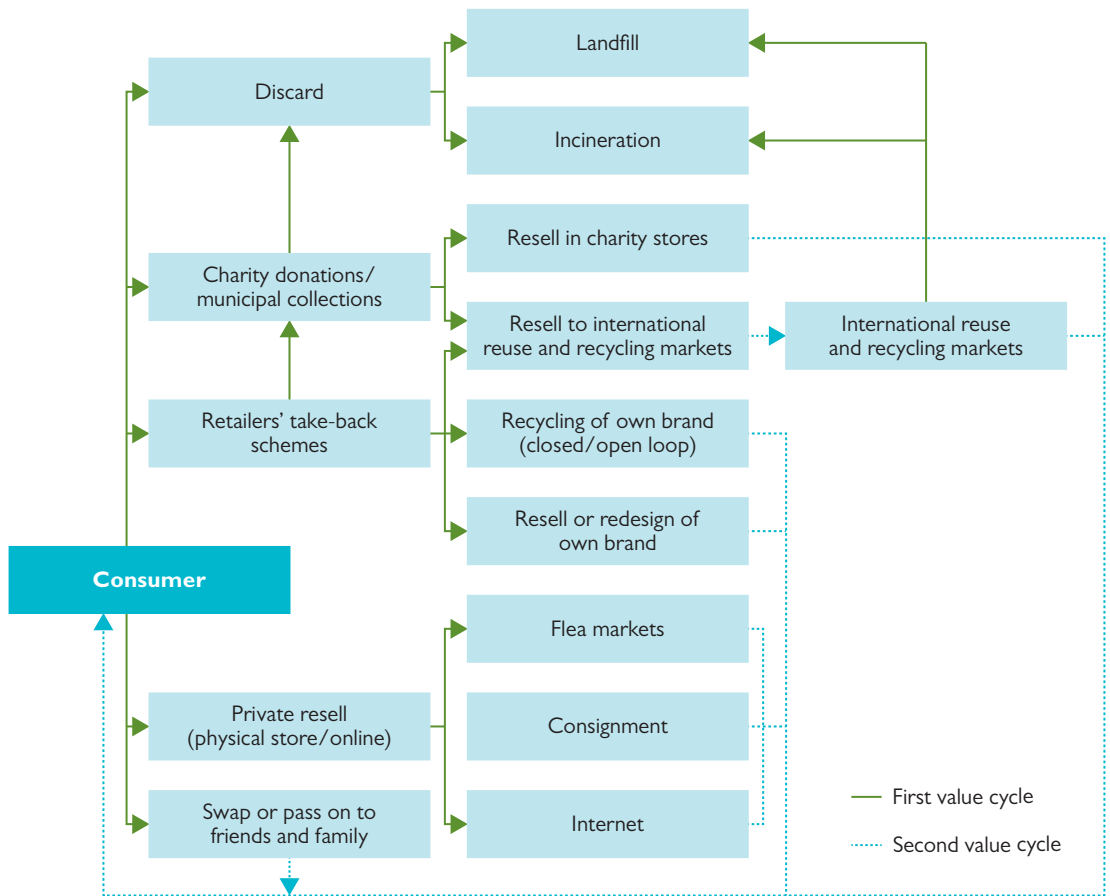 Landfill
Discard
Incineration
Resell in charity stores
Charity donations/
municipal collections
Resell to international
reuse and recycling markets
International reuse
and recycling markets
Retailers’ take-back
schemes
Recycling of own brand
(closed/open loop)
Resell or redesign of
own brand
Consumer
Flea markets
Private resell
(physical store/online)
Consignment
Swap or pass on to
friends and family
Internet
First value cycle
Second value cycle